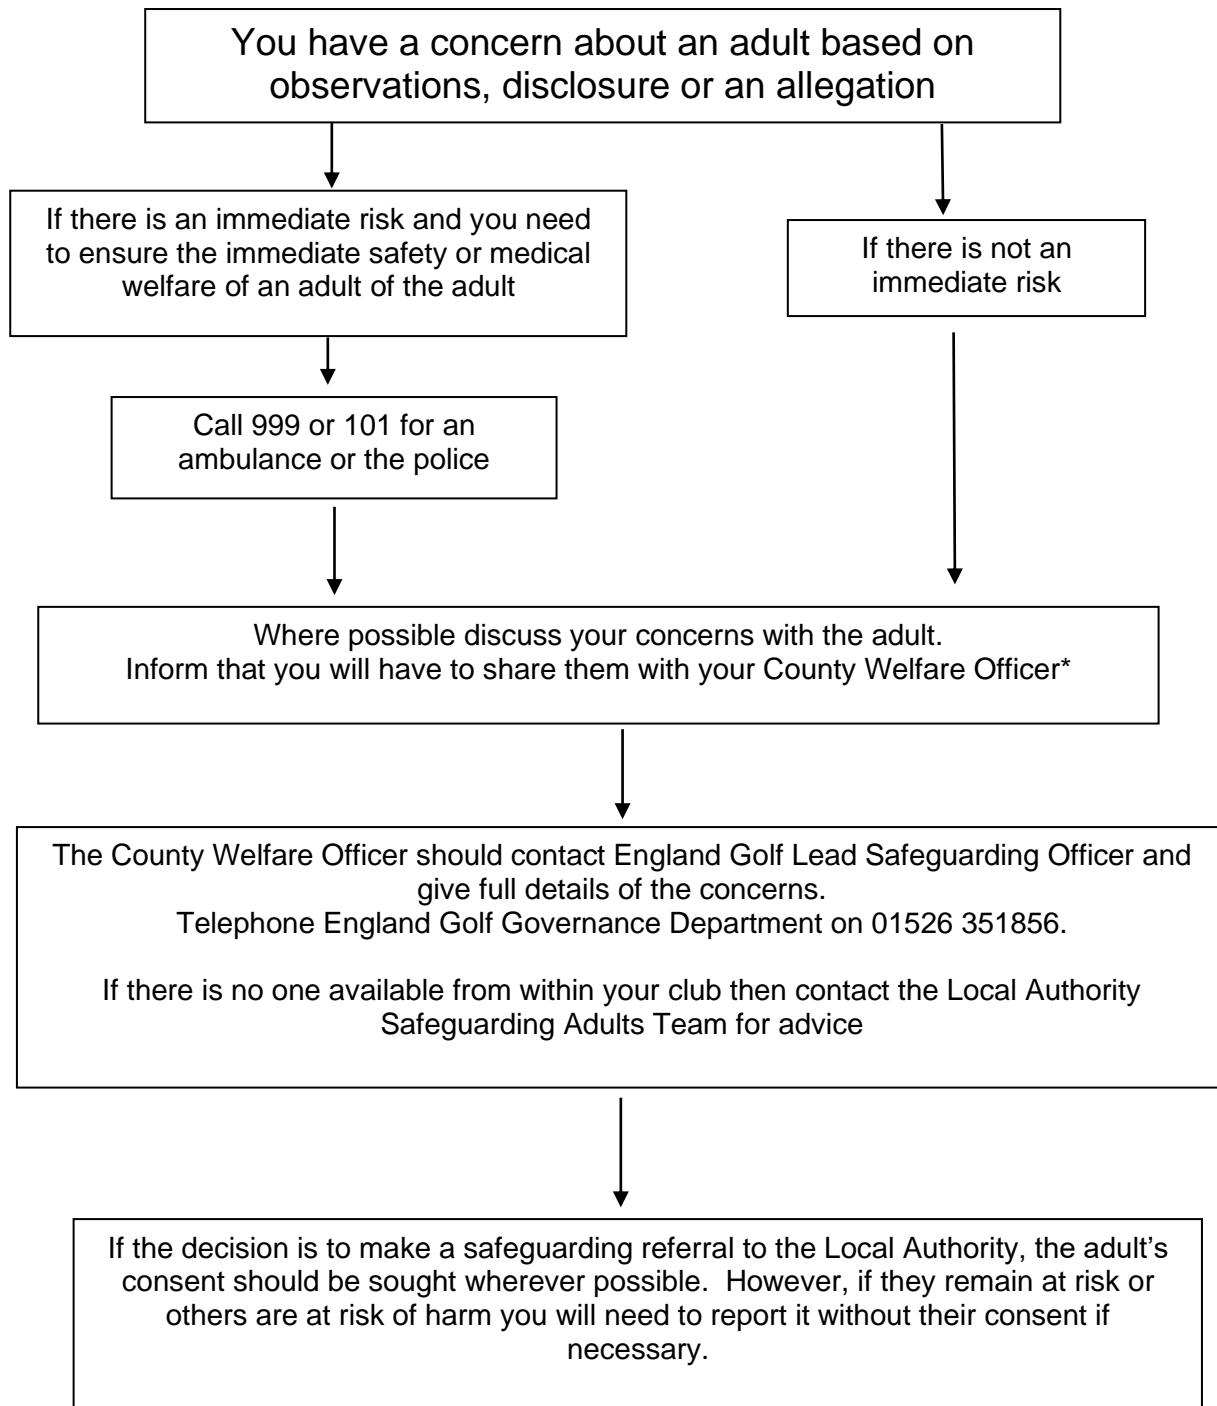 You have a concern about an adult based on
observations, disclosure or an allegation
If there is an immediate risk and you need
to ensure the immediate safety or medical
welfare of an adult of the adult
If there is not an
immediate risk
Call 999 or 101 for an
ambulance or the police
Where possible discuss your concerns with the adult.
Inform that you will have to share them with your County Welfare Officer*
The County Welfare Officer should contact England Golf Lead Safeguarding Officer and
give full details of the concerns.
Telephone England Golf Governance Department on 01526 351856.
If there is no one available from within your club then contact the Local Authority
Safeguarding Adults Team for advice
If the decision is to make a safeguarding referral to the Local Authority, the adult’s
consent should be sought wherever possible.  However, if they remain at risk or
others are at risk of harm you will need to report it without their consent if
necessary.